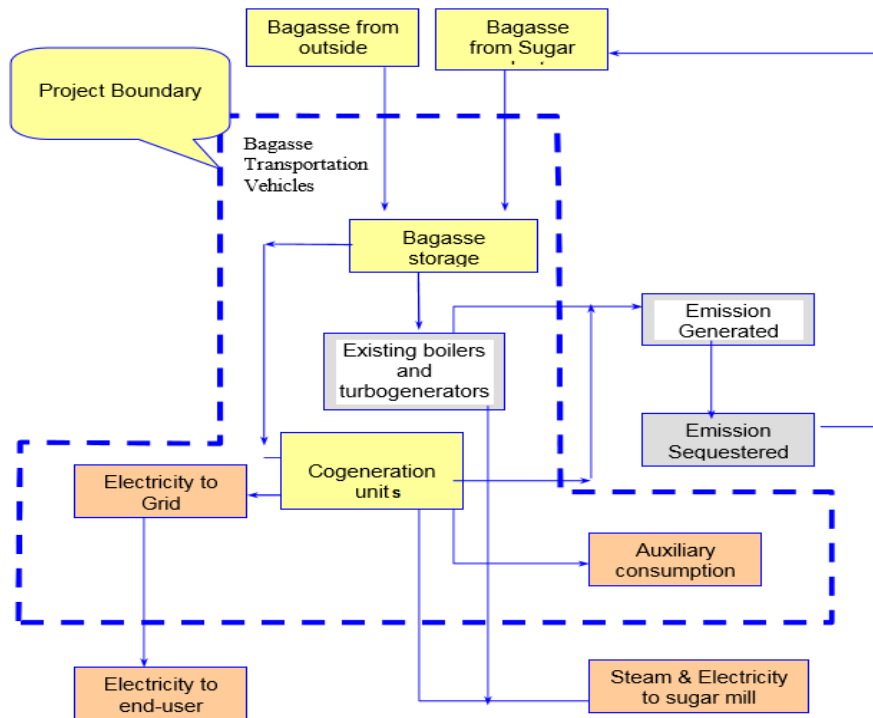 Bagasse from
outside
Bagasse
from Sugar
Project Boundary
Bagasse
Transportation
Vehicles
Bagasse
storage
Existing boilers
and
turbogenerators
Emission
Generated
Emission
Sequestered
Cogeneration
units
Electricity to
Grid
Auxiliary
consumption
Electricity to
end-user
Steam & Electricity
to sugar mill